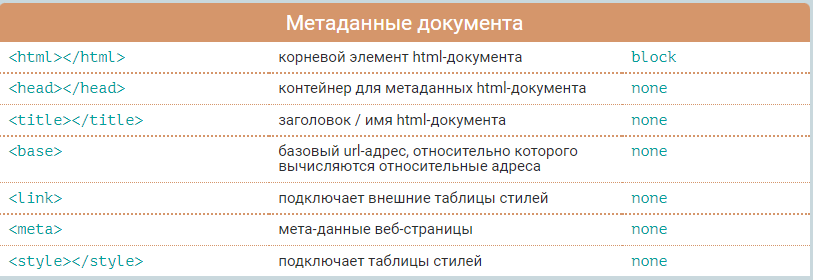 Метаданные документа
<html></html> корневой элемент html-документа block
<head></head> контейнер для метаданных html-документа none
<title></title> заголовок / имя html-документа none
<base> базовый url-адрес, относительно которого none
вычисляются относительные адреса
<link> подключает внешние таблицы стилей none
<meta> мета-данные веб-страницы none
<style></style> подключает таблицы стилей none